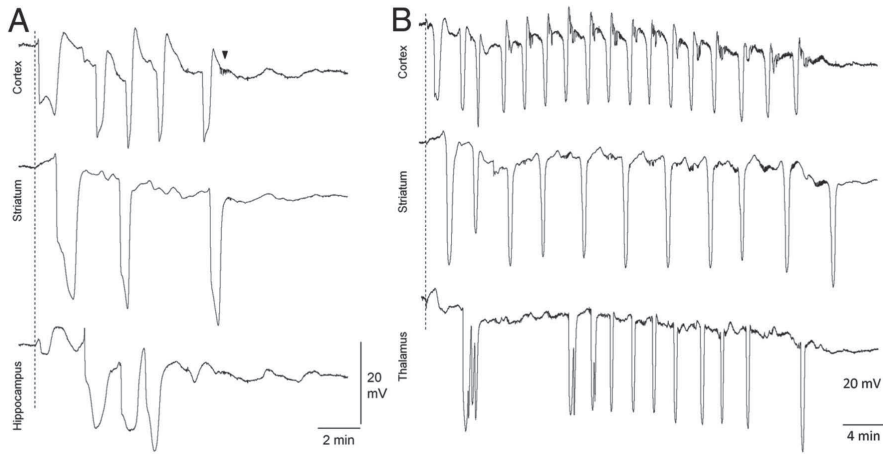 A
Cortex
Striatum
Hippocampus
20
mV
2 min
B
Cortex
Striatum
Thalamus
20 mV
4 min